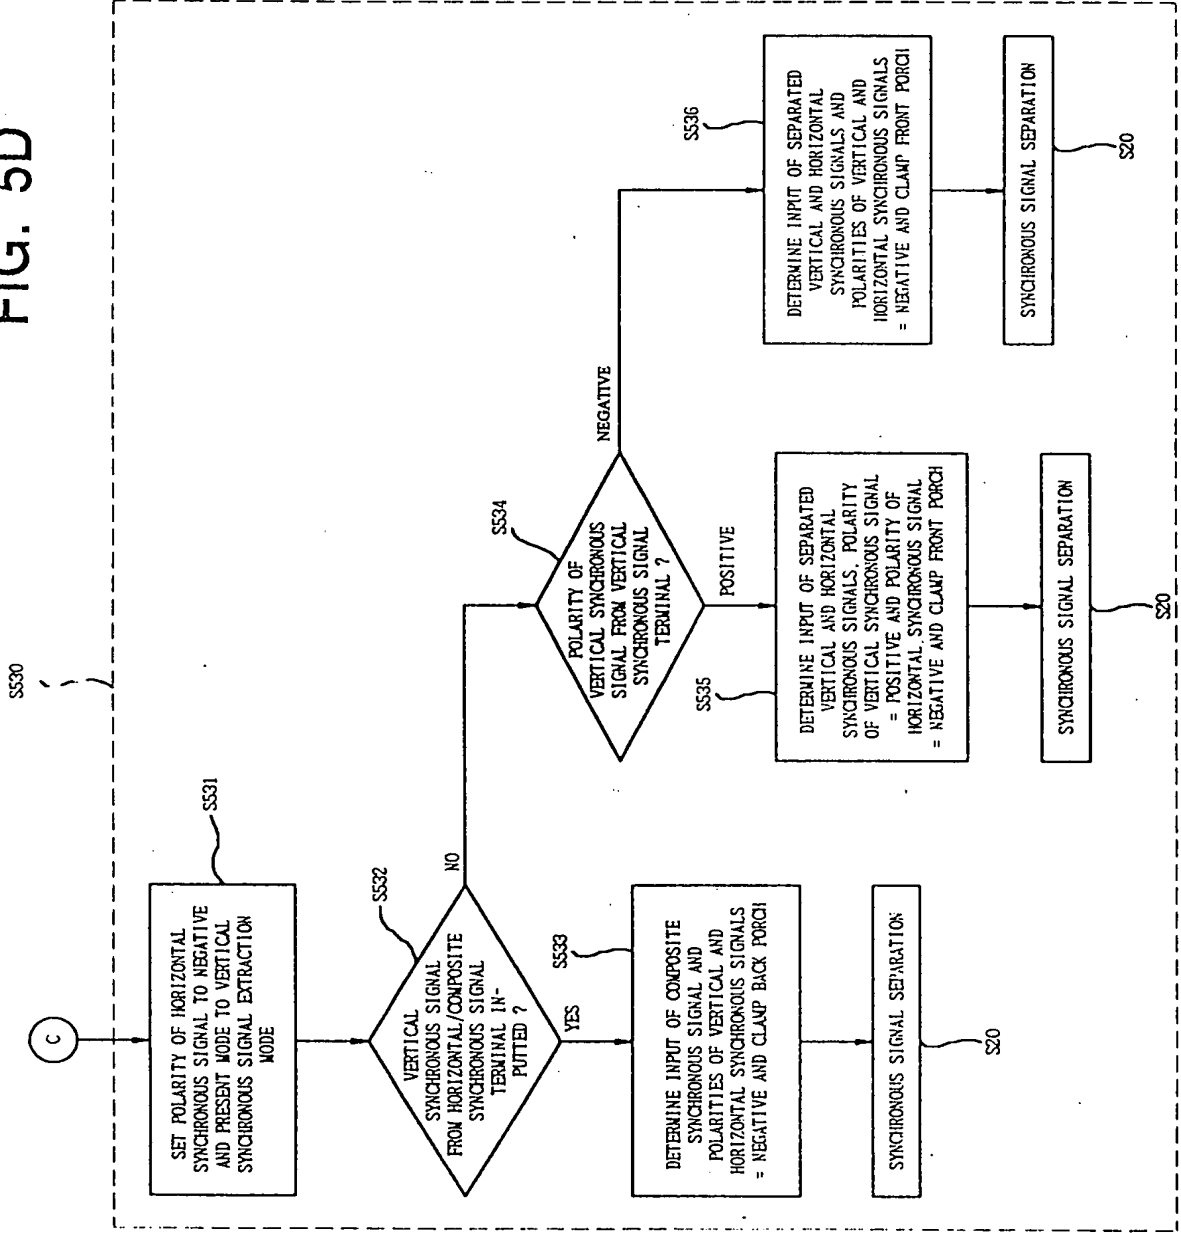 FIG. 5D
S530
C
SET POLARITY OF HORIZONTAL
SYNCHRONOUS SIGNAL TO NEGATIVE
AND PRESENT MODE TO VERTICAL
SYNCHRONOUS SIGNAL EXTRACTION
MODE
S531
VERTICAL
SYNCHRONOUS SIGNAL
FROM HORIZONTAL/COMPOSITE
SYNCHRONOUS SIGNAL
TERMINAL IN-
PUTTED ?
S532
NO
YES
DETERMINE INPUT OF COMPOSITE
SYNCHRONOUS SIGNAL AND
POLARITIES OF VERTICAL AND
HORIZONTAL SYNCHRONOUS SIGNALS
= NEGATIVE AND CLAMP BACK PORCH
S533
SYNCHRONOUS SIGNAL SEPARATION
S20
POLARITY OF
VERTICAL SYNCHRONOUS
SIGNAL FROM VERTICAL
SYNCHRONOUS SIGNAL
TERMINAL ?
S534
NEGATIVE
POSITIVE
DETERMINE INPUT OF SEPARATED
VERTICAL AND HORIZONTAL
SYNCHRONOUS SIGNALS, POLARITY
OF VERTICAL SYNCHRONOUS SIGNAL
= POSITIVE AND POLARITY OF
HORIZONTAL SYNCHRONOUS SIGNAL
= NEGATIVE AND CLAMP FRONT PORCH
S535
SYNCHRONOUS SIGNAL SEPARATION
S20
DETERMINE INPUT OF SEPARATED
VERTICAL AND HORIZONTAL
SYNCHRONOUS SIGNALS AND
POLARITIES OF VERTICAL AND
HORIZONTAL SYNCHRONOUS SIGNALS
= NEGATIVE AND CLAMP FRONT PORCH
S536
SYNCHRONOUS SIGNAL SEPARATION
S20